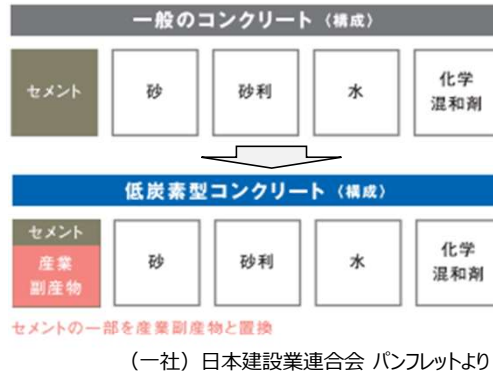 一般のコンクリート〈構成〉
セメント
砂
砂利
水
化学
混和剤
低炭素型コンクリート〈構成〉
セメント
産業
副産物
砂
砂利
水
化学
混和剤
セメントの一部を産業副産物と置換
（一社）日本建設業連合会 パンフレットより